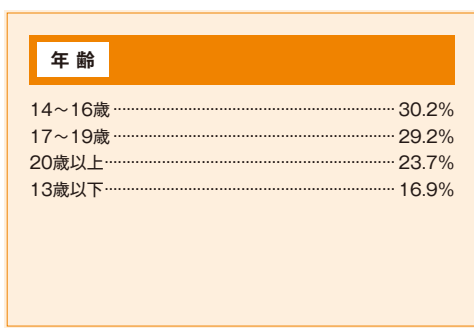 年齢
14～16歳 30.2%
17～19歳 29.2%
20歳以上 23.7%
13歳以下 16.9%